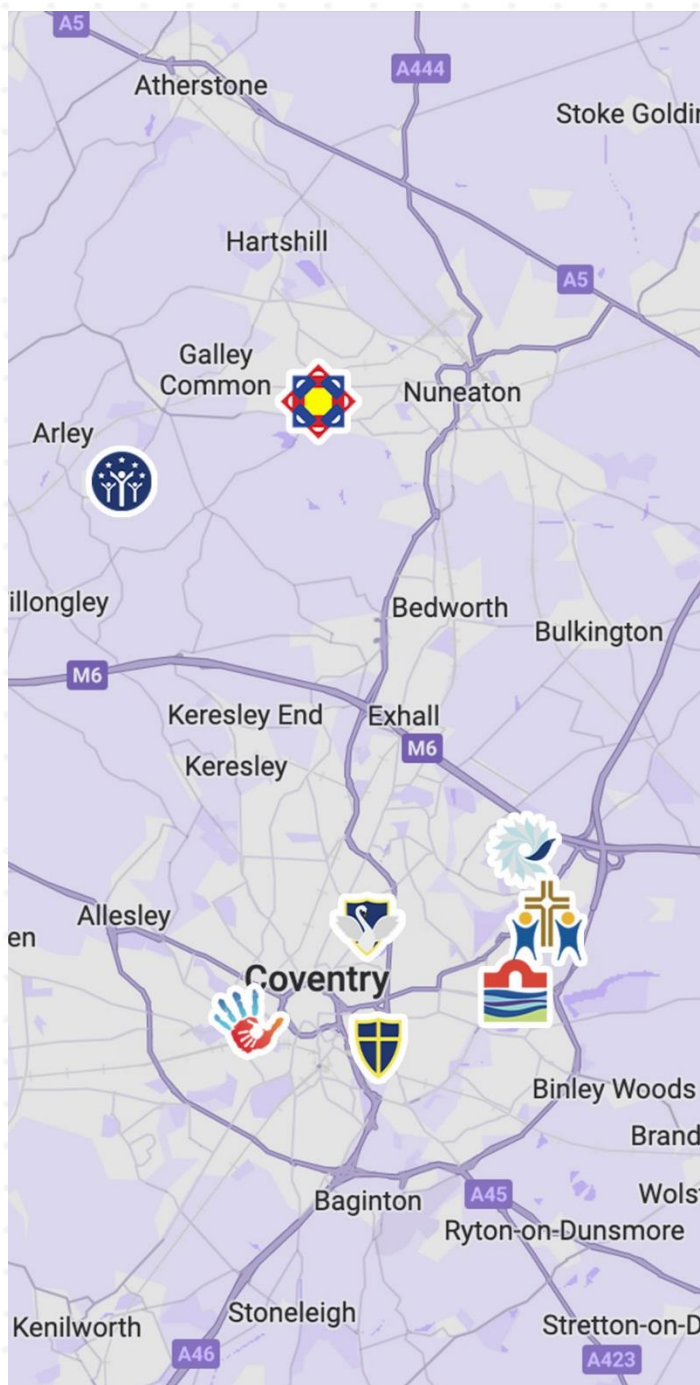 A5
A444
Atherstone
Stoke Goldin
Hartshill
A5
Galley
Common
Nuneaton
Arley
illongley
Bedworth
Bulkington
M6
Keresley End
Exhall
M6
Keresley
Allesley
en
Coventry
Binley Woods
Brand
Wols
Baginton
A45
Ryton-on-Dunsmore
Stoneleigh
Kenilworth
Stretton-on-D
A46
A423